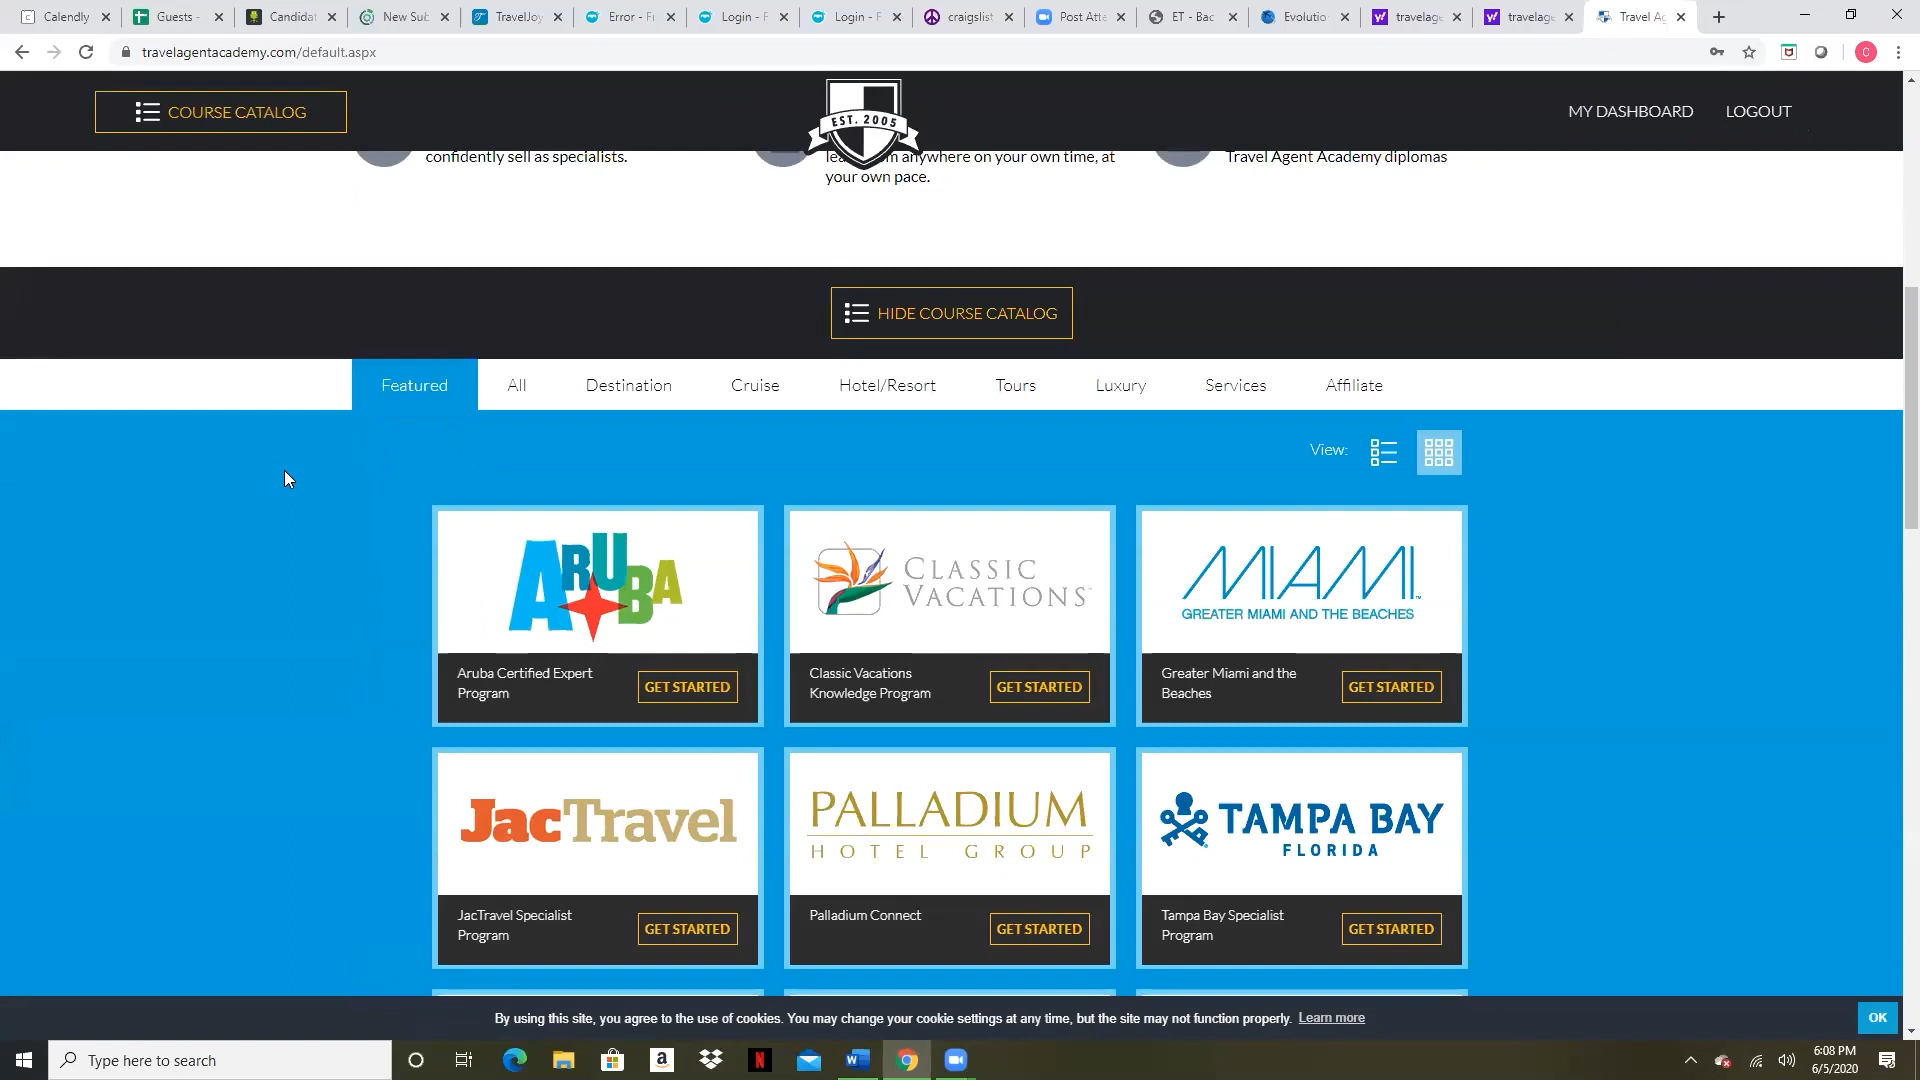 Calendly
Guests -
Candidat
New Sub
TravelJoy
Error - F
Login - F
Login - F
craigslist
Post Atte
ET - Bac
Evolutio
travelage
travelage
Travel Ag
travelagentacademy.com/default.aspx
C
COURSE CATALOG
EST. 2005
MY DASHBOARD
LOGOUT
confidently sell as specialists.
anywhere on your own time, at
your own pace.
Travel Agent Academy diplomas
HIDE COURSE CATALOG
Featured
All
Destination
Cruise
Hotel/Resort
Tours
Luxury
Services
Affiliate
View:
ARUBA
CLASSIC
VACATIONS
MIAMI
GREATER MIAMI AND THE BEACHES
Aruba Certified Expert
Program
GET STARTED
Classic Vacations
Knowledge Program
GET STARTED
Greater Miami and the
Beaches
GET STARTED
JacTravel
PALLADIUM
HOTEL GROUP
TAMPA BAY
FLORIDA
JacTravel Specialist
Program
GET STARTED
Palladium Connect
GET STARTED
Tampa Bay Specialist
Program
GET STARTED
By using this site, you agree to the use of cookies. You may change your cookie settings at any time, but the site may not function properly. Learn more
OK
Type here to search
6:08 PM
6/5/2020